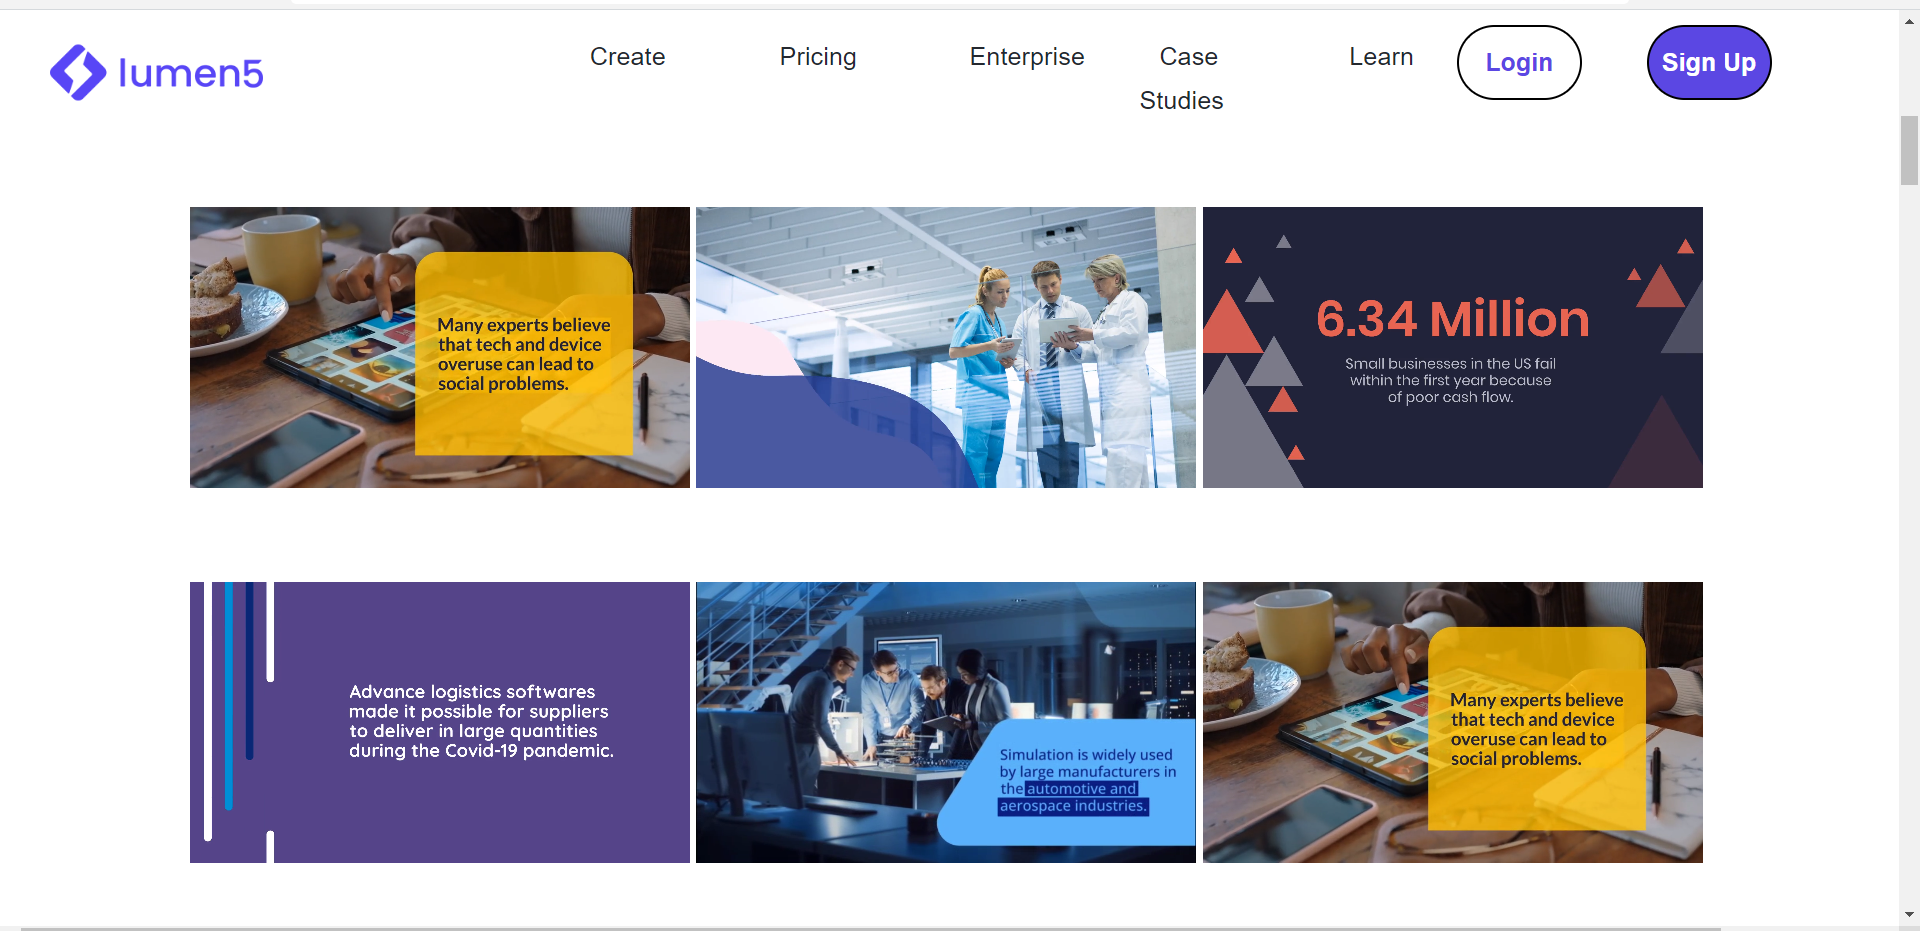 lumen5
Create
Pricing
Enterprise
Case
Studies
Learn
Login
Sign Up
Many experts believe
that tech and device
overuse can lead to
social problems.
6.34 Million
Small businesses in the US fail
within the first year because
of poor cash flow.
Advance logistics softwares
made it possible for suppliers
to deliver in large quantities
during the Covid-19 pandemic.
Simulation is widely used
by large manufacturers in
the automotive and
aerospace industries.
Many experts believe
that tech and device
overuse can lead to
social problems.